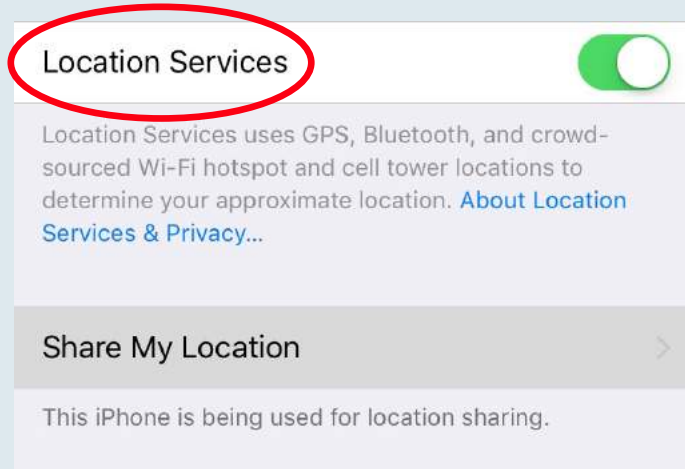 Location Services
Location Services uses GPS, Bluetooth, and crowd-
sourced Wi-Fi hotspot and cell tower locations to
determine your approximate location. About Location
Services & Privacy...
Share My Location
This iPhone is being used for location sharing.